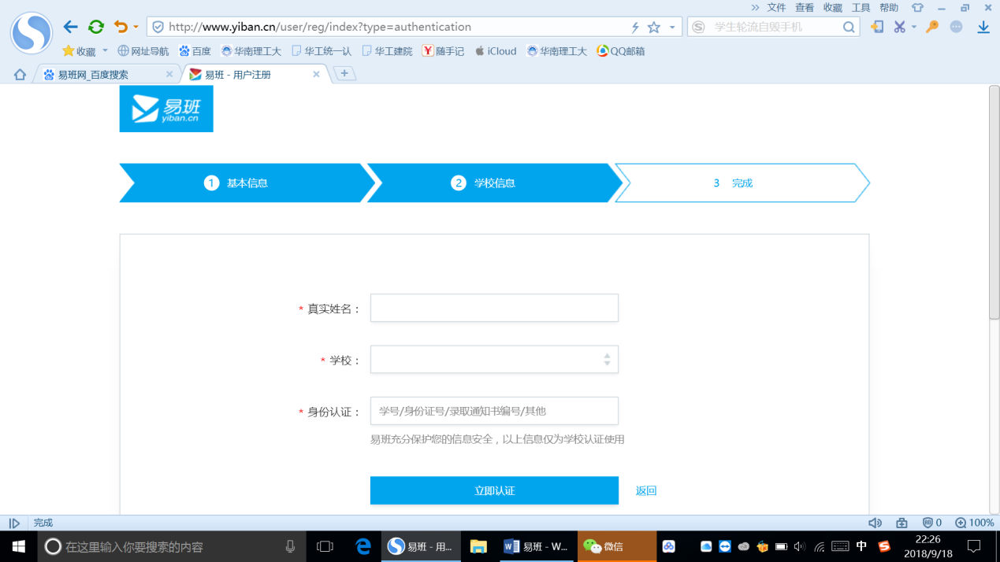 文件 查看 收藏 工具 帮助
http://www.yiban.cn/user/reg/index?type=authentication
学生轮流自毁手机
收藏 网址导航 百度 华南理工大 华工统一认 华工建院 随手记 iCloud 华南理工大 QQ邮箱
易班网_百度搜索 易班 - 用户注册
易班
yiban.cn
1 基本信息 2 学校信息 3 完成
* 真实姓名：
* 学校：
* 身份认证： 学号/身份证号/录取通知书编号/其他
易班充分保护您的信息安全，以上信息仅为学校认证使用
立即认证 返回
完成 0 100%
在这里输入你要搜索的内容 易班 - 用... 易班 - W... 微信 中 22:26
2018/9/18